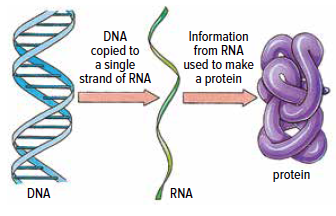 DNA
copied to
a single
strand of RNA
Information
from RNA
used to make
a protein
DNA
RNA
protein